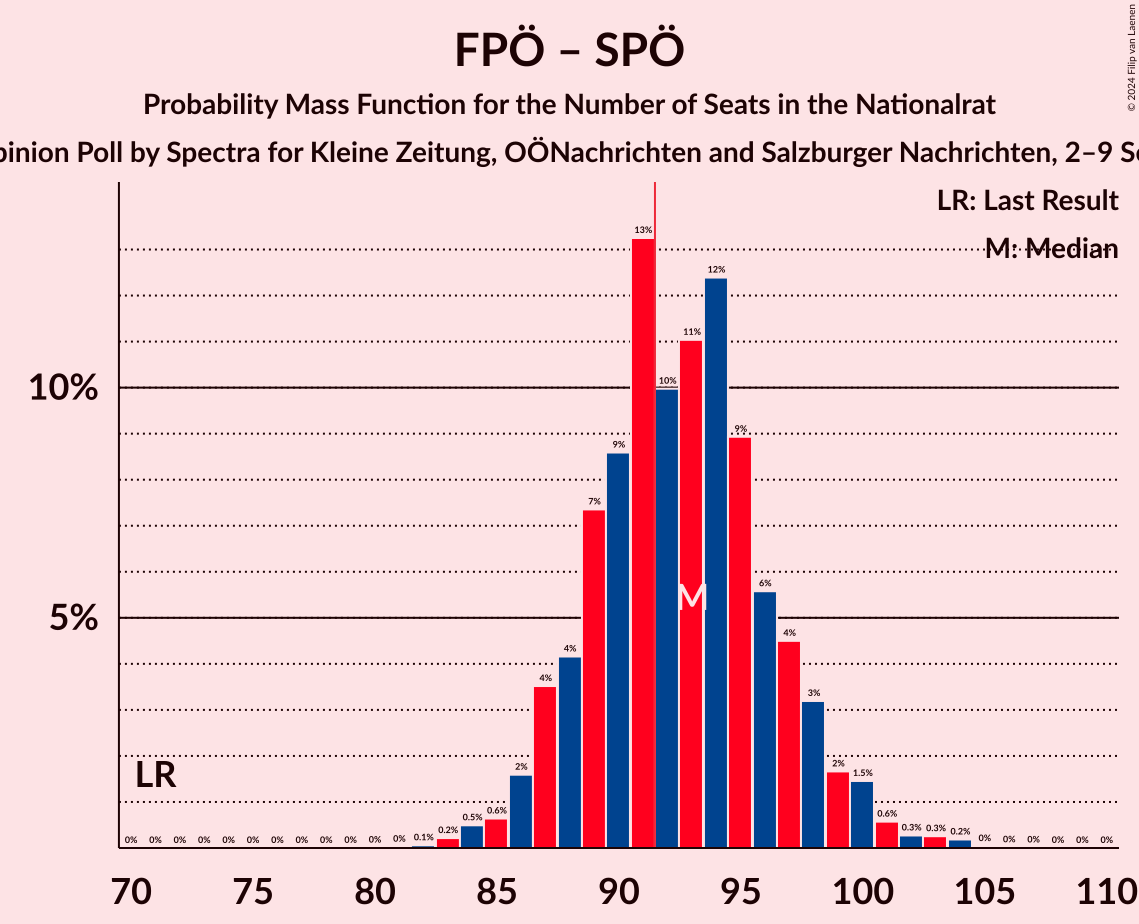 FPÖ – SPÖ
Probability Mass Function for the Number of Seats in the Nationalrat
Poll by Spectra for Kleine Zeitung, OÖNachrichten and Salzburger Nachrichten, 2–9
© 2024 Filip van Laenen
LR: Last Result
M: Median
10%
5%
LR
M
0% 0% 0% 0% 0% 0% 0% 0% 0% 0% 0% 0% 0.1% 0.2% 0.5% 0.6% 2% 4% 4% 7% 9% 13% 10% 11% 12% 9% 6% 4% 3% 2% 1.5% 0.6% 0.3% 0.3% 0.2% 0% 0% 0% 0% 0% 0%
70 75 80 85 90 95 100 105 110